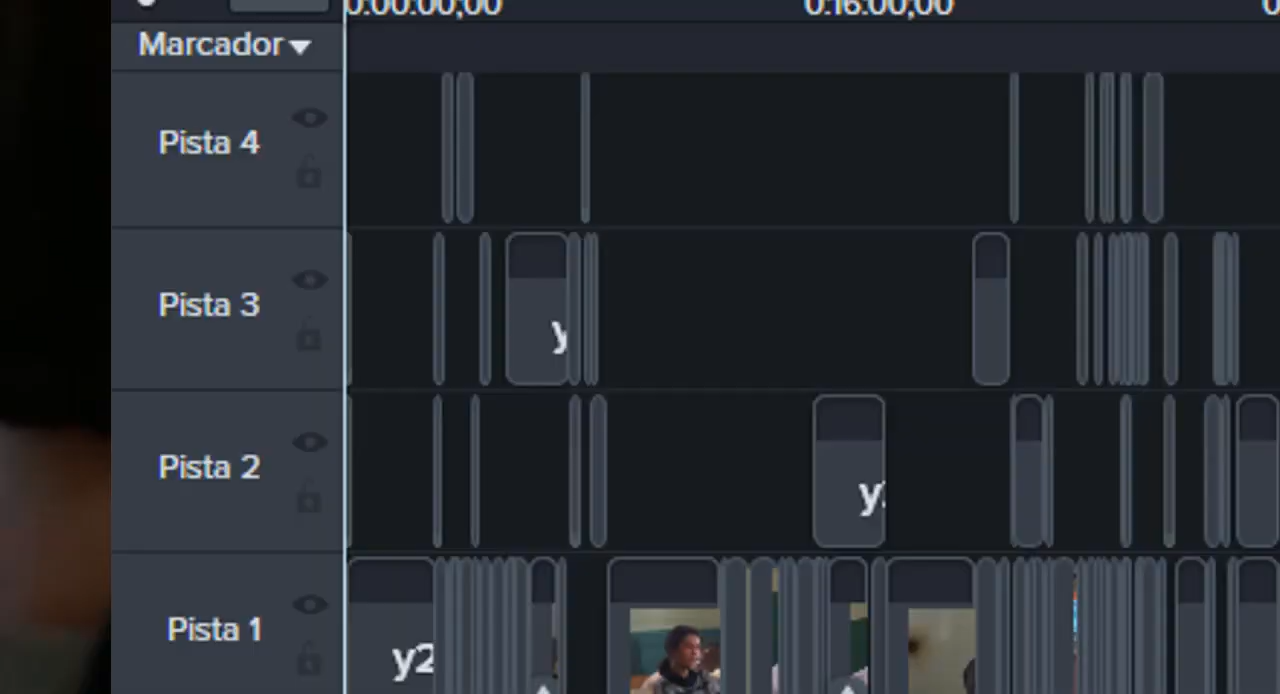 0:00:00;00 0:16:00;00
Marcador
Pista 4
Pista 3
y
Pista 2
y
Pista 1
y2